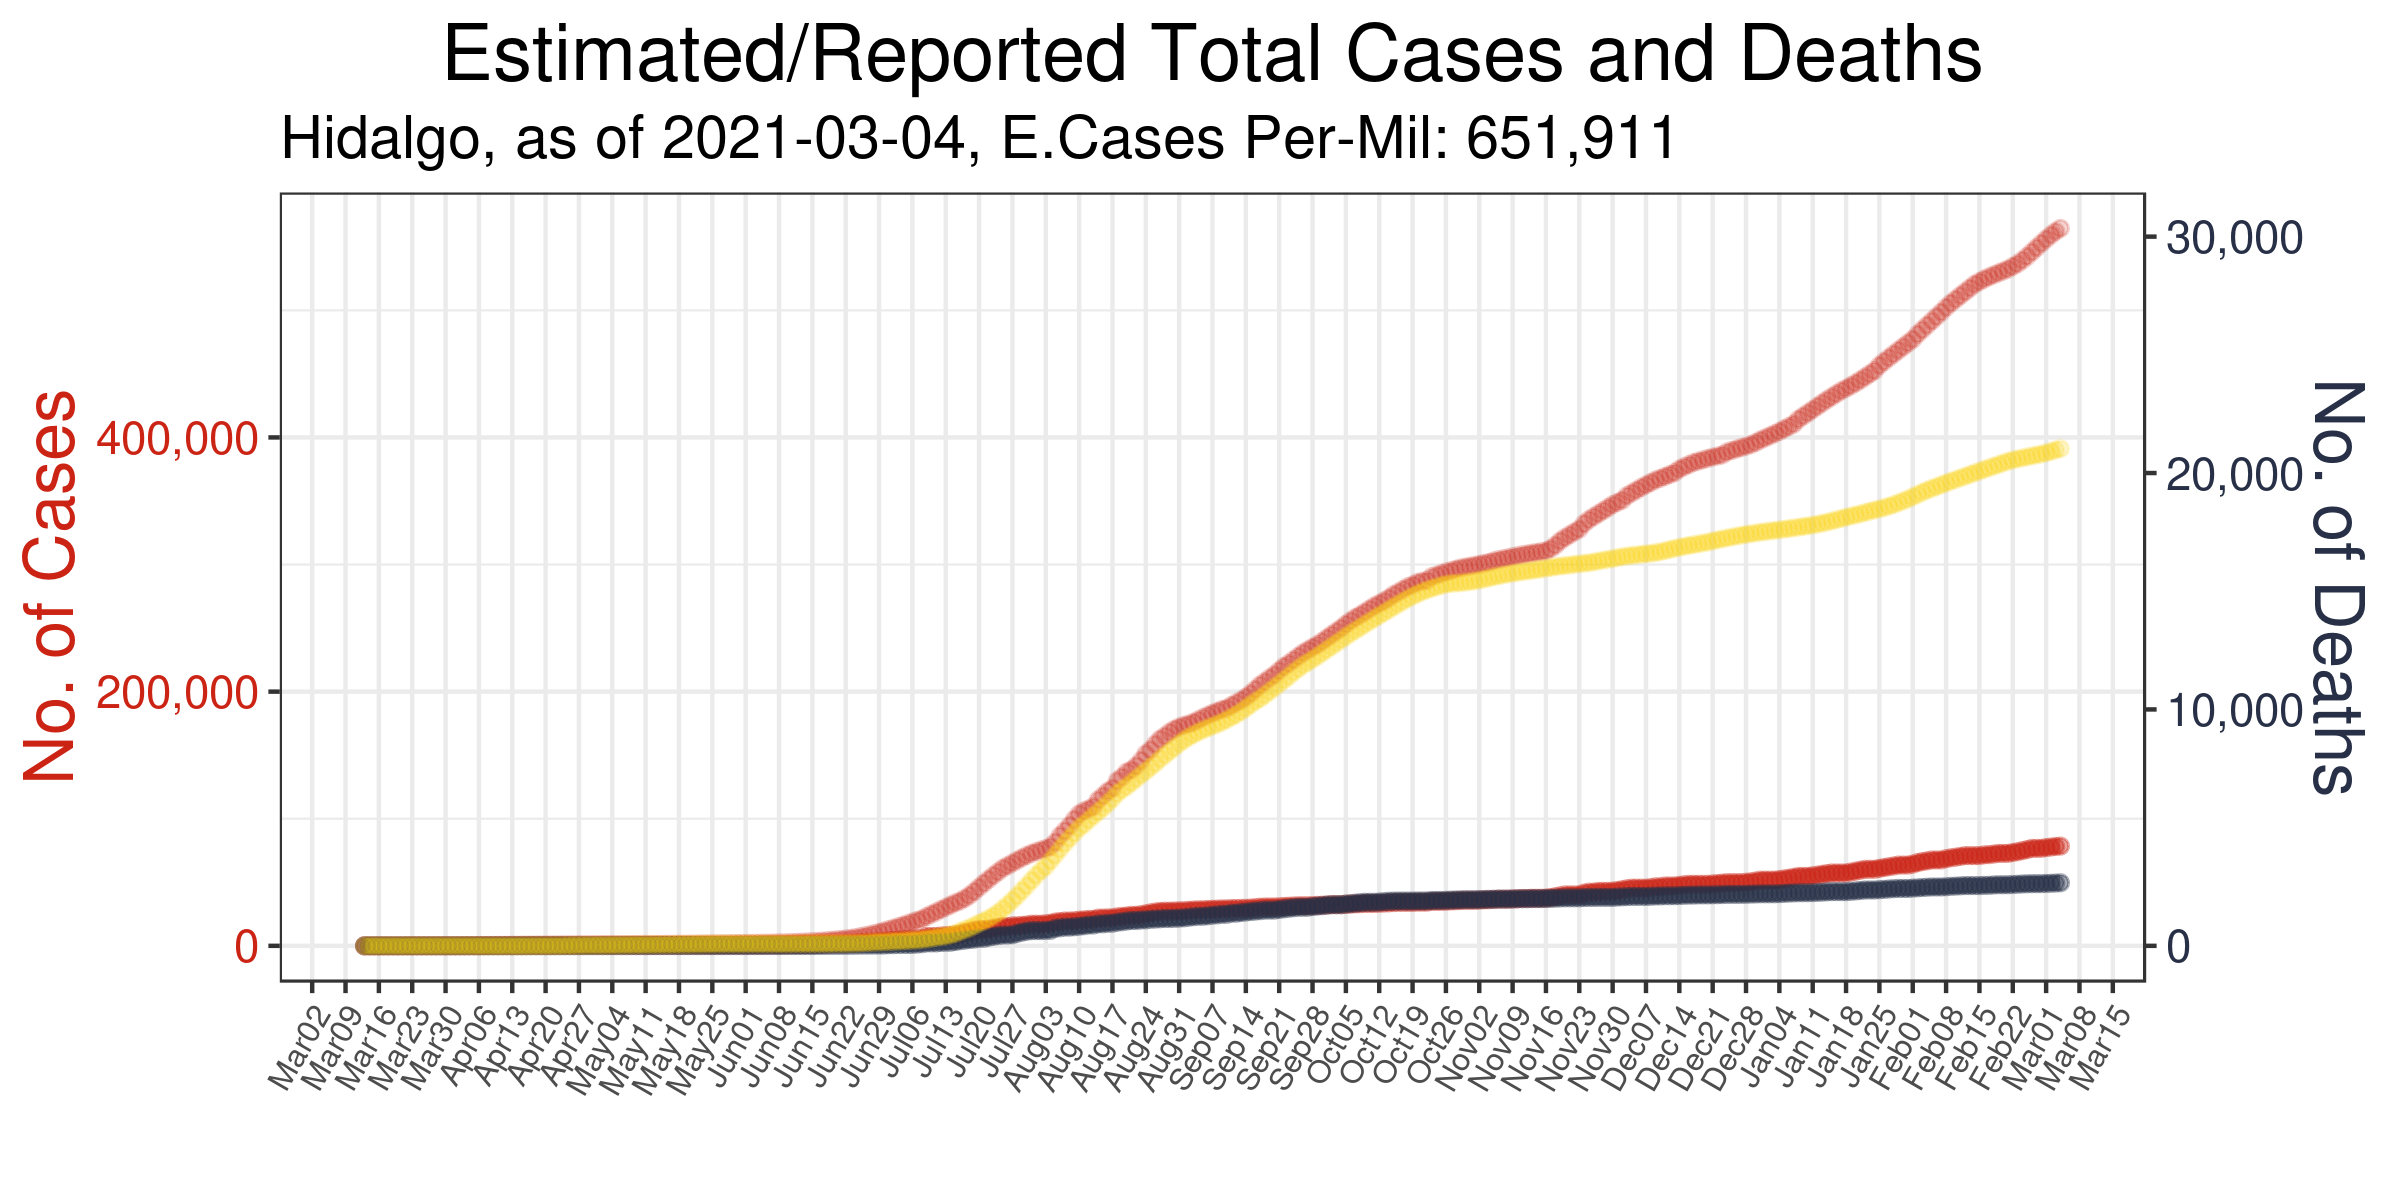 Estimated/Reported Total Cases and Deaths
Hidalgo, as of 2021-03-04, E.Cases Per-Mil: 651,911
No. of Cases
400,000
200,000
0
30,000
20,000
10,000
0
No. of Deaths
Mar02
Mar09
Mar16
Mar23
Mar30
Apr06
Apr13
Apr20
Apr27
May04
May11
May18
May25
Jun01
Jun08
Jun15
Jun22
Jun29
Jul06
Jul13
Jul20
Jul27
Aug03
Aug10
Aug17
Aug24
Aug31
Sep07
Sep14
Sep21
Sep28
Oct05
Oct12
Oct19
Oct26
Nov02
Nov09
Nov16
Nov23
Nov30
Dec07
Dec14
Dec21
Dec28
Jan04
Jan11
Jan18
Jan25
Feb01
Feb08
Feb15
Feb22
Mar01
Mar08
Mar15